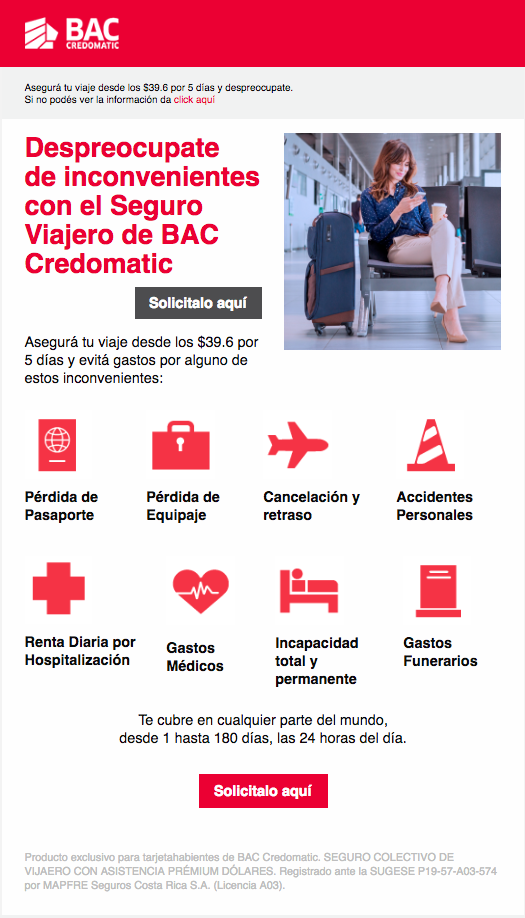 BAC
CREDOMATIC
Asegurá tu viaje desde los $39.6 por 5 días y despreocupate.
Si no podés ver la información da click aquí
Despreocupate
de inconvenientes
con el Seguro
Viajero de BAC
Credomatic
Solicitalo aquí
Asegurá tu viaje desde los $39.6 por
5 días y evitá gastos por alguno de
estos inconvenientes:
Pérdida de
Pasaporte
Pérdida de
Equipaje
Cancelación y
retraso
Accidentes
Personales
Renta Diaria por
Hospitalización
Gastos
Médicos
Incapacidad
total y
permanente
Gastos
Funerarios
Te cubre en cualquier parte del mundo,
desde 1 hasta 180 días, las 24 horas del día.
Solicitalo aquí
Producto exclusivo para tarjetahabientes de BAC Credomatic. SEGURO COLECTIVO DE
VIJAERO CON ASISTENCIA PRÉMIUM DÓLARES. Registrado ante la SUGESE P19-57-A03-574
por MAPFRE Seguros Costa Rica S.A. (Licencia A03).